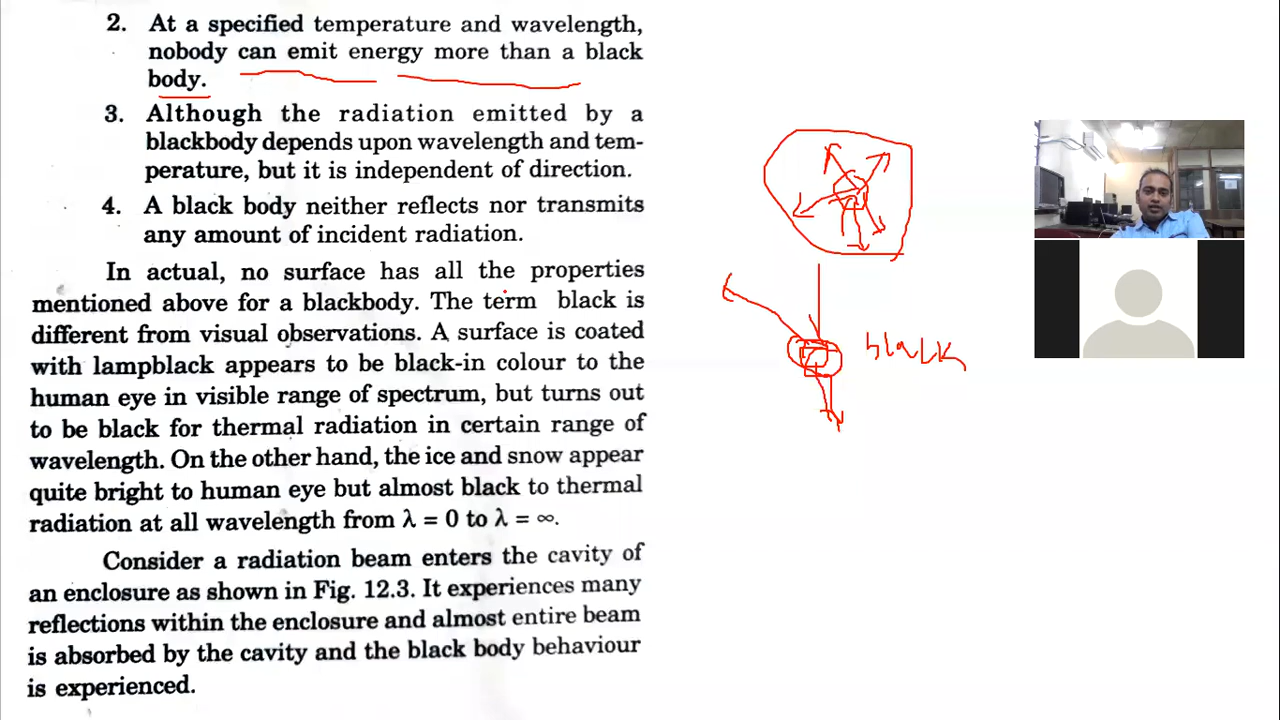 2. At a specified temperature and wavelength,
nobody can emit energy more than a black
body.
3. Although the radiation emitted by a
blackbody depends upon wavelength and tem-
perature, but it is independent of direction.
4. A black body neither reflects nor transmits
any amount of incident radiation.
In actual, no surface has all the properties
mentioned above for a blackbody. The term black is
different from visual observations. A surface is coated
with lampblack appears to be black-in colour to the
human eye in visible range of spectrum, but turns out
to be black for thermal radiation in certain range of
wavelength. On the other hand, the ice and snow appear
quite bright to human eye but almost black to thermal
radiation at all wavelength from λ = 0 to λ = ∞.
Consider a radiation beam enters the cavity of
an enclosure as shown in Fig. 12.3. It experiences many
reflections within the enclosure and almost entire beam
is absorbed by the cavity and the black body behaviour
is experienced.
black